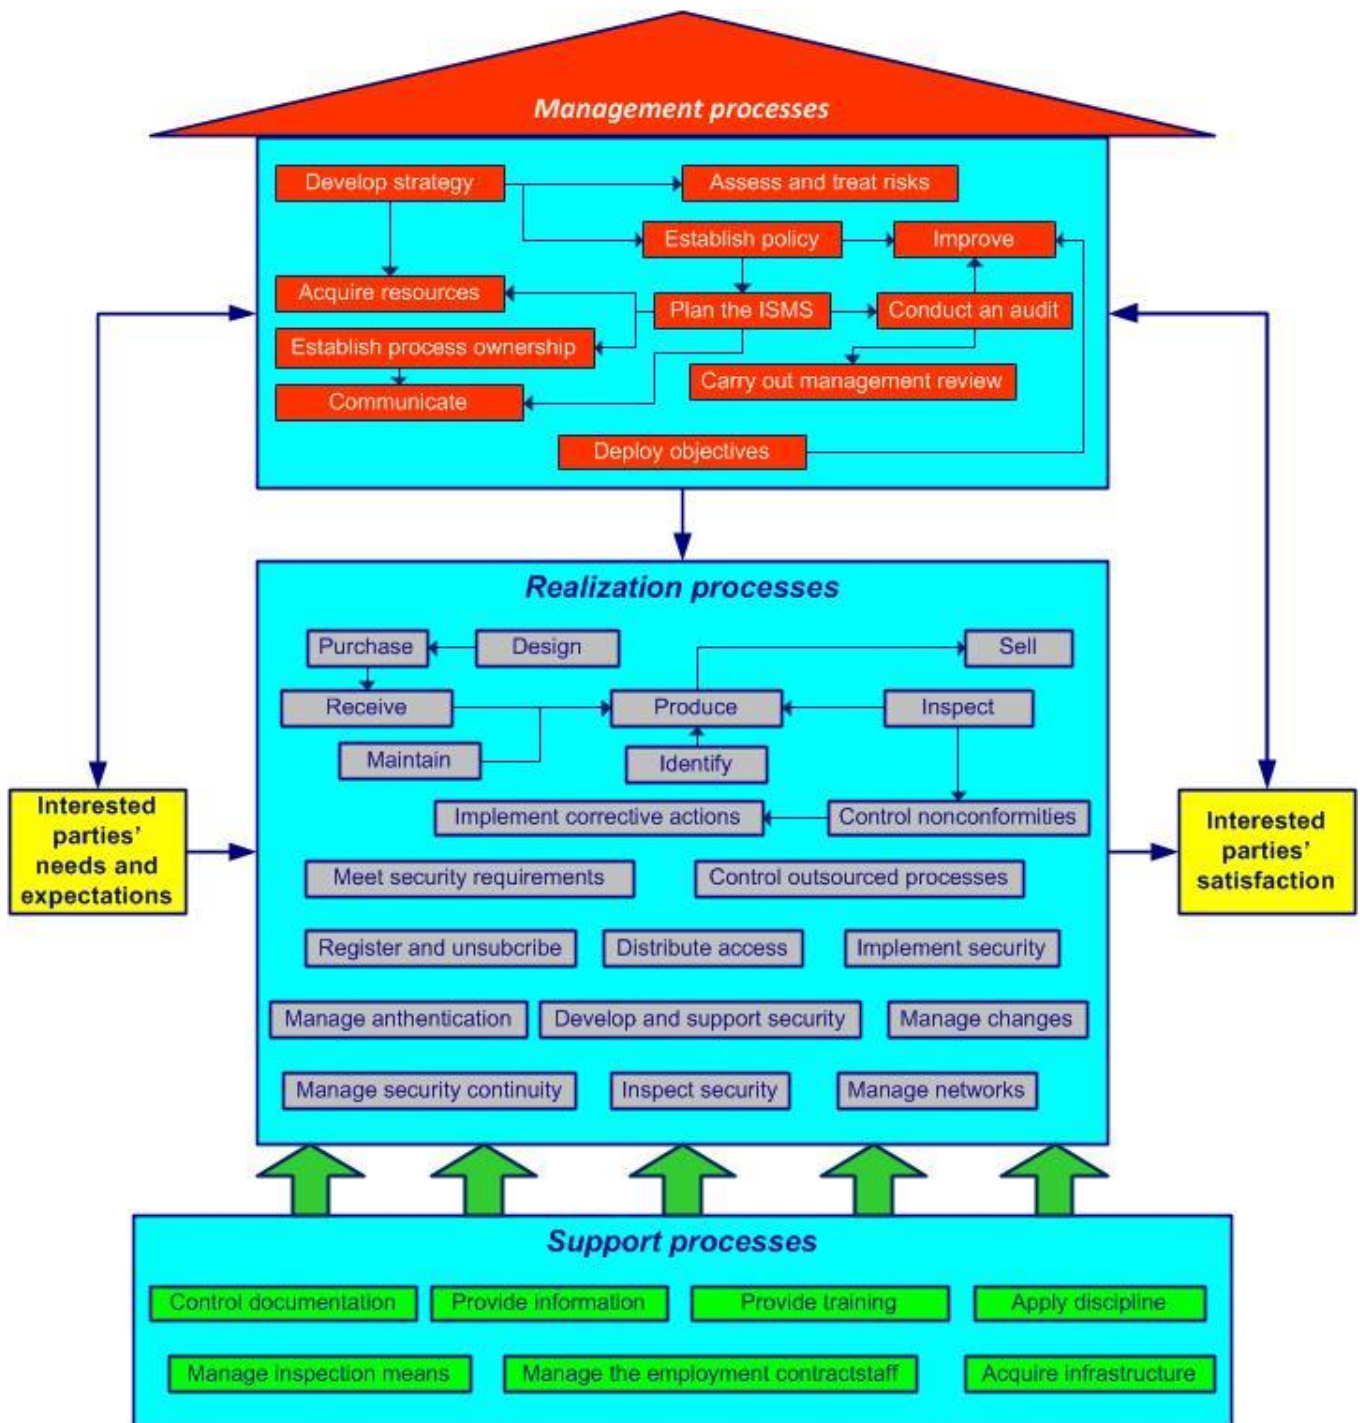 Management processes
Develop strategy
Assess and treat risks
Establish policy
Improve
Acquire resources
Plan the ISMS
Conduct an audit
Establish process ownership
Carry out management review
Communicate
Deploy objectives
Realization processes
Purchase
Design
Sell
Receive
Produce
Inspect
Maintain
Identify
Implement corrective actions
Control nonconformities
Interested
parties'
needs and
expectations
Interested
parties'
satisfaction
Meet security requirements
Control outsourced processes
Register and unsubcribe
Distribute access
Implement security
Manage anthentication
Develop and support security
Manage changes
Manage security continuity
Inspect security
Manage networks
Support processes
Control documentation
Provide information
Provide training
Apply discipline
Manage inspection means
Manage the employment contractstaff
Acquire infrastructure